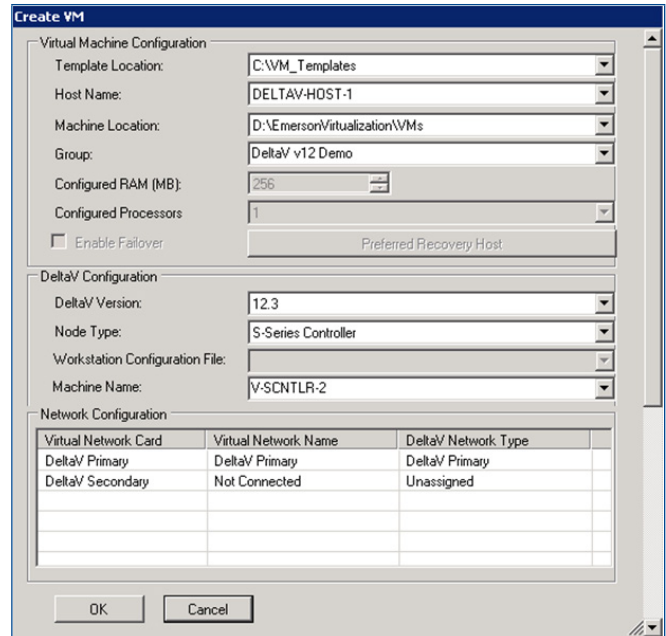 Create VM
Virtual Machine Configuration
Template Location: C:\VM_Templates
Host Name: DELTAV-HOST-1
Machine Location: D:\EmersonVirtualization\VMs
Group: DeltaV v12 Demo
Configured RAM (MB): 256
Configured Processors 1
Enable Failover Preferred Recovery Host
DeltaV Configuration
DeltaV Version: 12.3
Node Type: S-Series Controller
Workstation Configuration File:
Machine Name: V-SCNTLR-2
Network Configuration
Virtual Network Card Virtual Network Name DeltaV Network Type
DeltaV Primary DeltaV Primary DeltaV Primary
DeltaV Secondary Not Connected Unassigned
OK Cancel